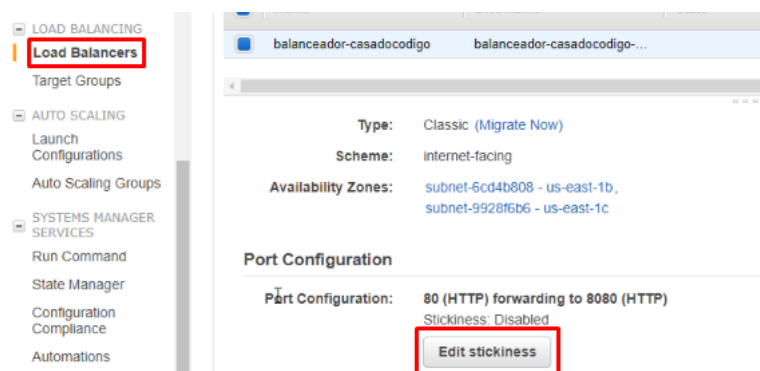 LOAD BALANCING
Load Balancers
Target Groups
AUTO SCALING
Launch
Configurations
Auto Scaling Groups
SYSTEMS MANAGER
SERVICES
Run Command
State Manager
Configuration
Compliance
Automations
balanceador-casadocodigo balanceador-casadocodigo-...
Type: Classic (Migrate Now)
Scheme: internet-facing
Availability Zones: subnet-6cd4b808 - us-east-1b,
subnet-9928f6b6 - us-east-1c
Port Configuration
Port Configuration: 80 (HTTP) forwarding to 8080 (HTTP)
Stickiness: Disabled
Edit stickiness